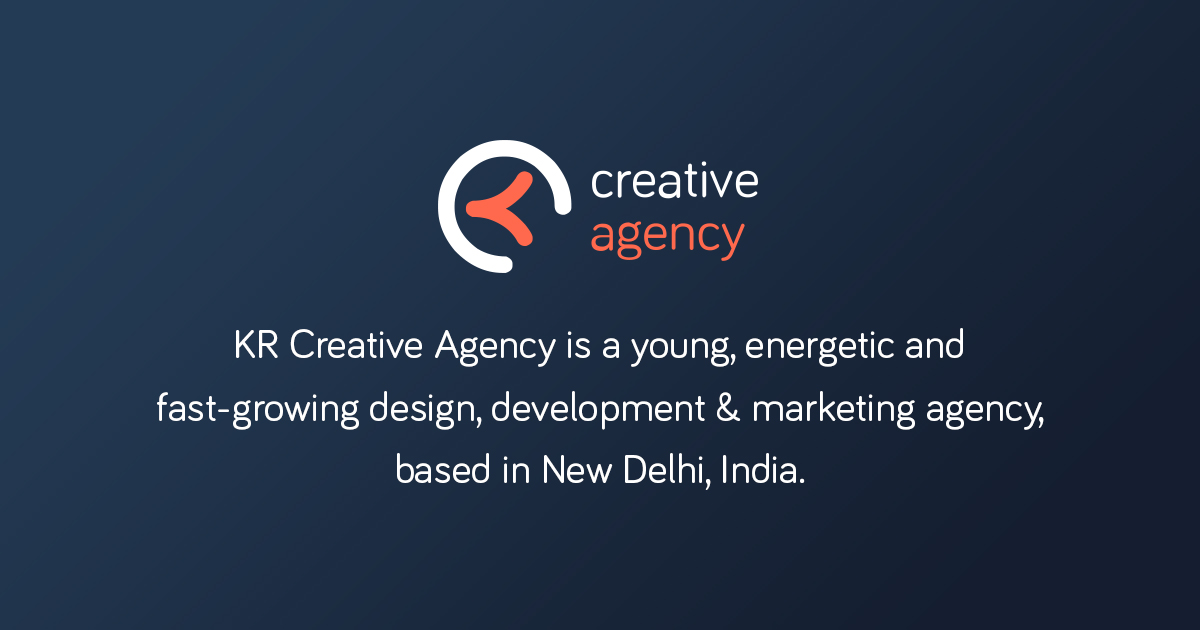 creative
agency
KR Creative Agency is a young, energetic and
fast-growing design, development & marketing agency,
based in New Delhi, India.